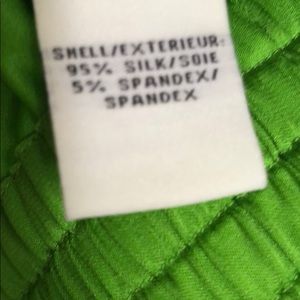 SHELL/EXTERIEUR:
95% SILK/SOIE
5% SPANDEX/
SPANDEX